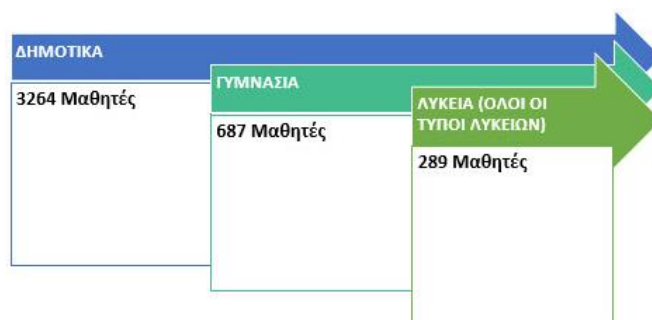 ΔΗΜΟΤΙΚΑ
3264 Μαθητές
ΓΥΜΝΑΣΙΑ
687 Μαθητές
ΛΥΚΕΙΑ (ΟΛΟΙ ΟΙ
ΤΥΠΟΙ ΛΥΚΕΙΩΝ)
289 Μαθητές